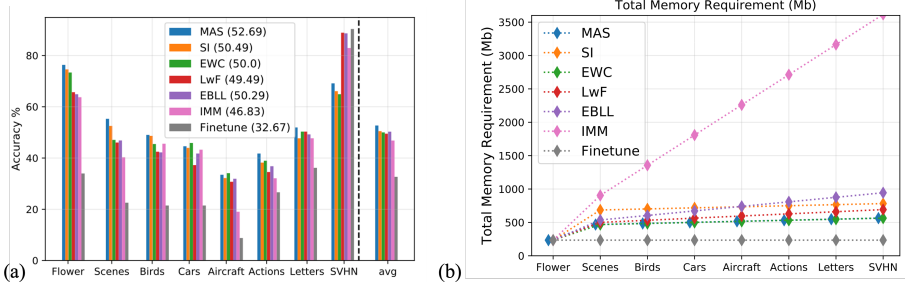 (a)
Accuracy %
80
60
40
20
0
MAS (52.69)
SI (50.49)
EWC (50.0)
LwF (49.49)
EBLL (50.29)
IMM (46.83)
Finetune (32.67)
Flower Scenes Birds Cars Aircraft Actions Letters SVHN avg
(b)
Total Memory Requirement (Mb)
Total Memory Requirement (Mb)
3500
3000
2500
2000
1500
1000
500
0
MAS
SI
EWC
LwF
EBLL
IMM
Finetune
Flower Scenes Birds Cars Aircraft Actions Letters SVHN